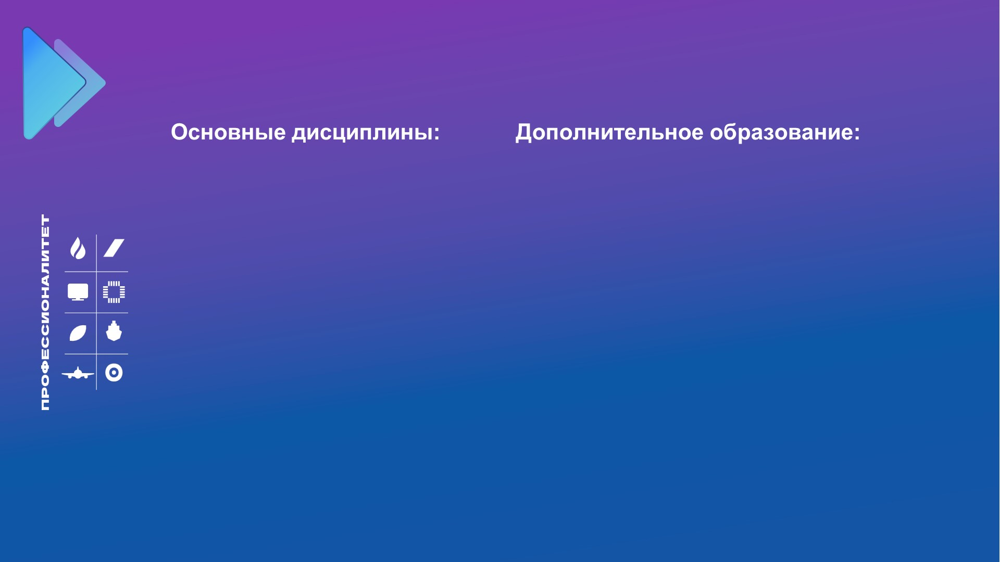 Основные дисциплины:
Дополнительное образование:
ПРОФЕССИОНАЛИТЕТ